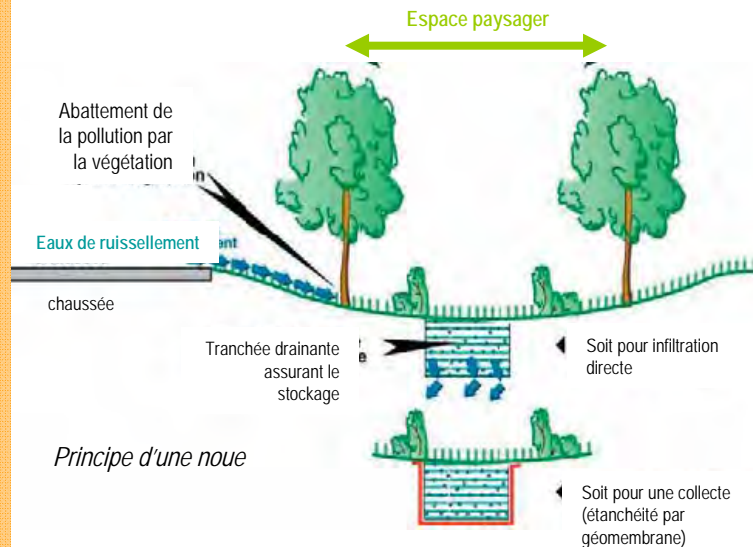 Espace paysager
Abattement de
la pollution par
la végétation
Eaux de ruissellement
chaussée
Tranchée drainante
assurant le
stockage
Soit pour infiltration
directe
Principe d'une noue
Soit pour une collecte
(étanchéité par
géomembrane)